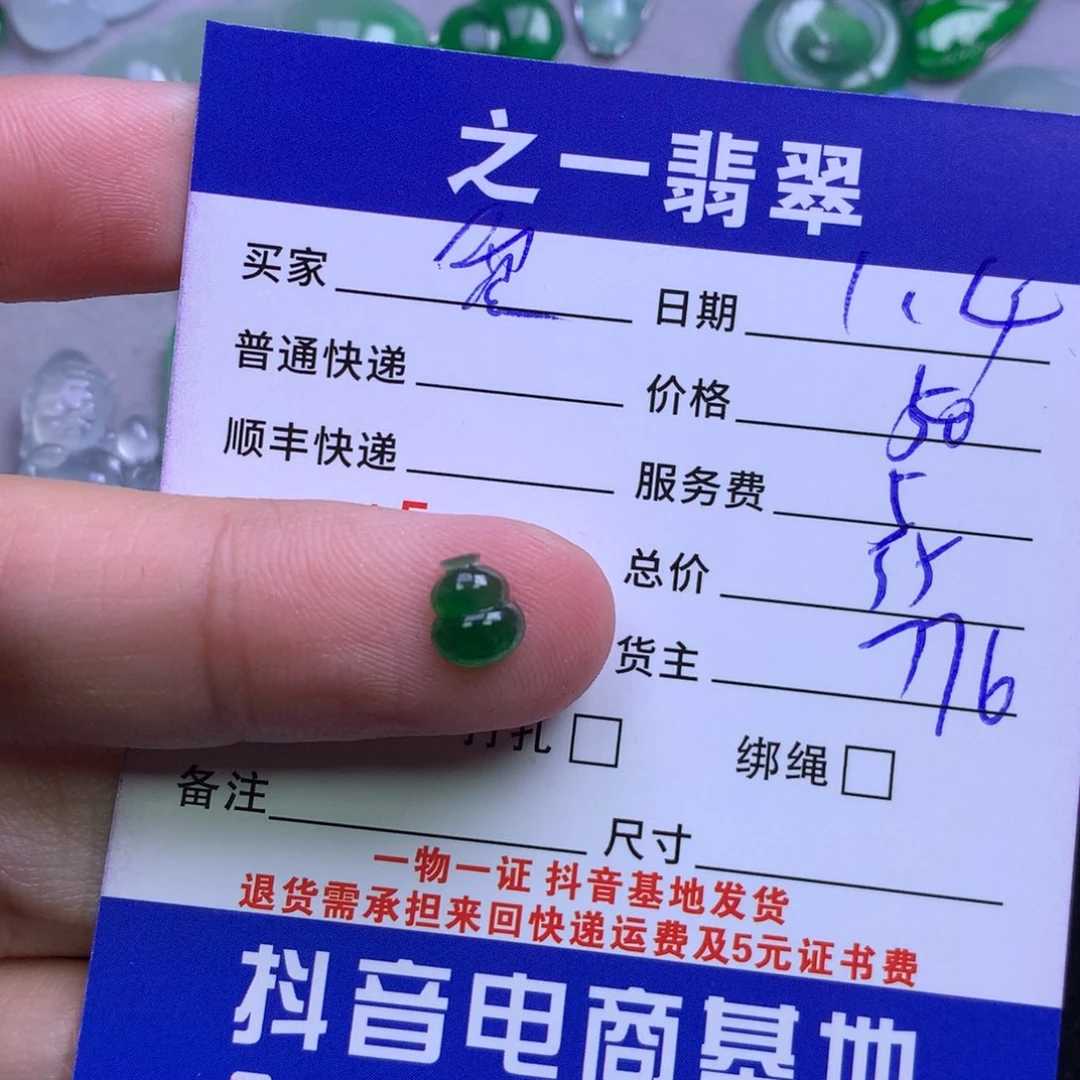 之一翡翠
买家 日期 1.4
普通快递 价格 50
顺丰快递 服务费 5
总价 55
货主 776
打孔 绑绳
备注 尺寸
一物一证 抖音基地发货
退货需承担来回快递运费及5元证书费
抖音电商基地